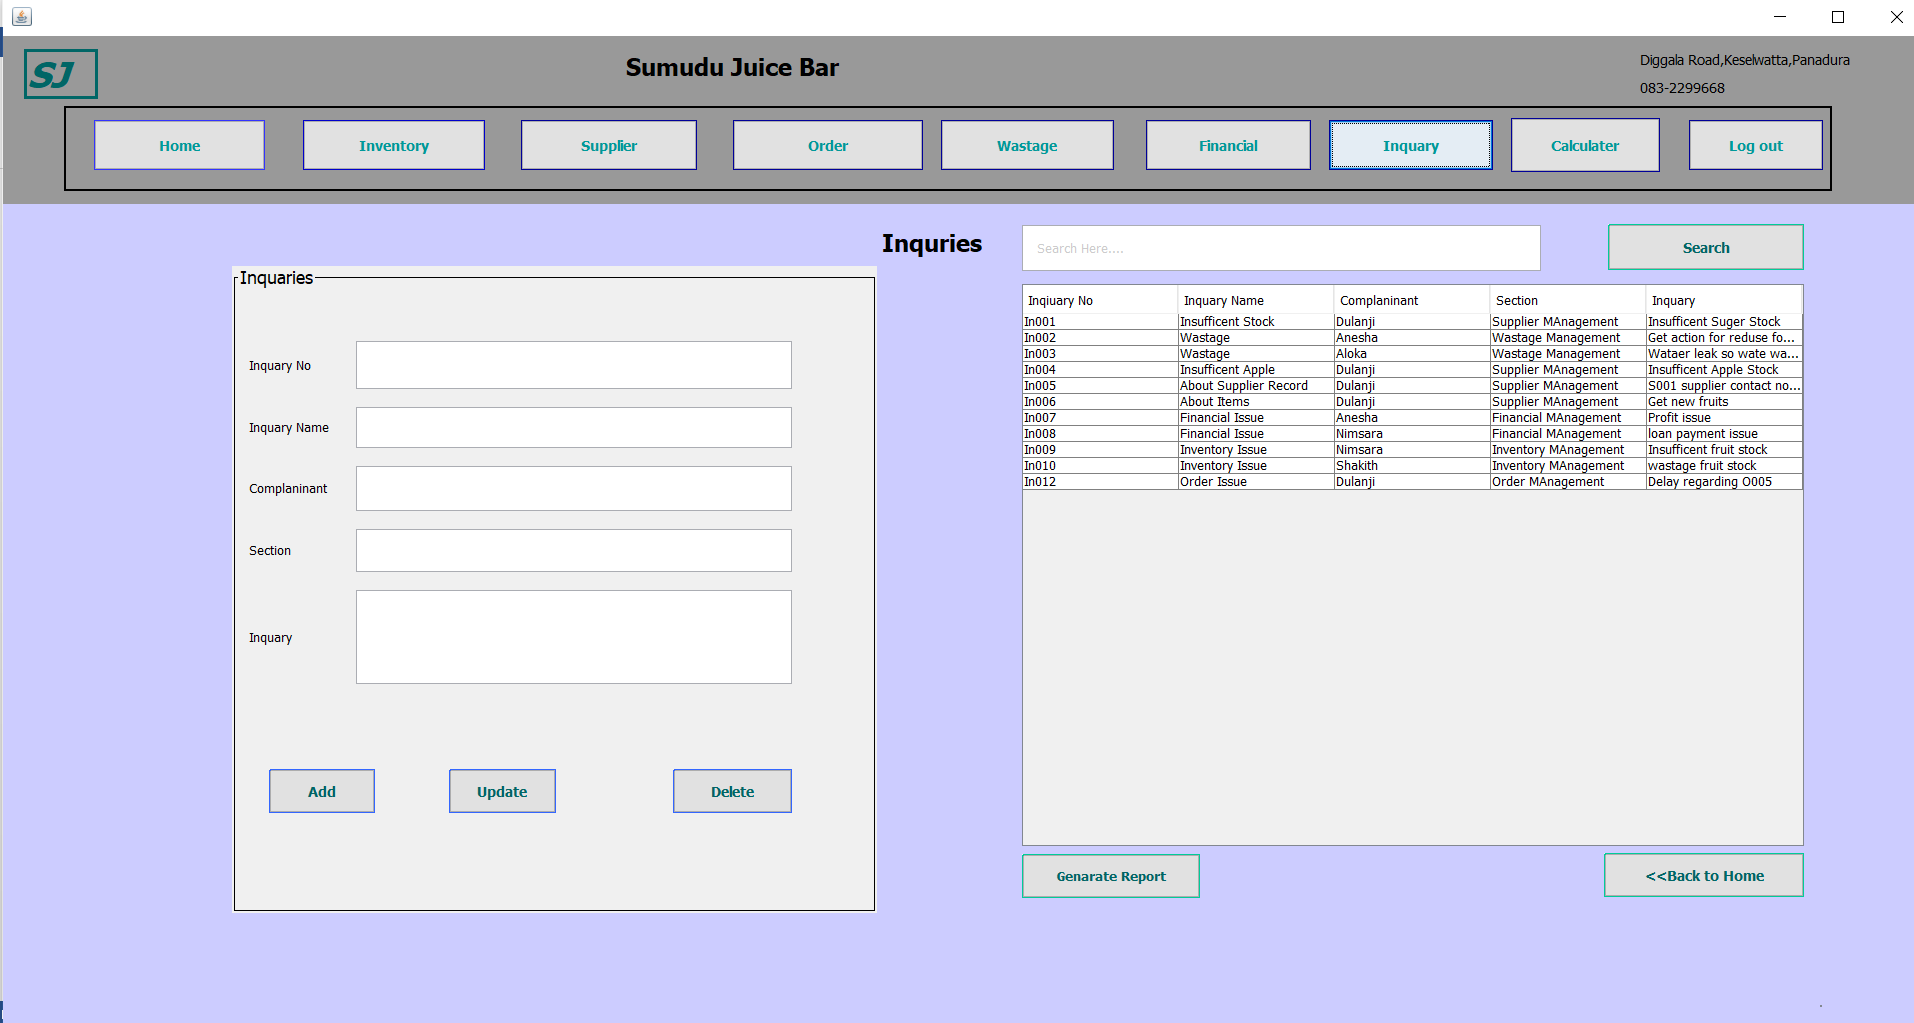 SJ
Sumudu Juice Bar
Diggala Road,Keselwatta,Panadura
083-2299668
Home Inventory Supplier Order Wastage Financial Inquary Calculater Log out
Inquries
Search Here....
Search
Inquaries
Inquary No
Inquary Name
Complaninant
Section
Inquary
Add Update Delete
Inqiuary No Inquary Name Complaninant Section Inquary
In001 Insufficent Stock Dulanji Supplier MAnagement Insufficent Suger Stock
In002 Wastage Anesha Wastage Management Get action for reduse fo...
In003 Wastage Aloka Wastage Management Wataer leak so wate wa...
In004 Insufficent Apple Dulanji Supplier MAnagement Insufficent Apple Stock
In005 About Supplier Record Dulanji Supplier MAnagement S001 supplier contact no...
In006 About Items Dulanji Supplier MAnagement Get new fruits
In007 Financial Issue Anesha Financial MAnagement Profit issue
In008 Financial Issue Nimsara Financial MAnagement loan payment issue
In009 Inventory Issue Nimsara Inventory MAnagement Insufficent fruit stock
In010 Inventory Issue Shakith Inventory MAnagement wastage fruit stock
In012 Order Issue Dulanji Order MAnagement Delay regarding O005
Genarate Report
<<Back to Home